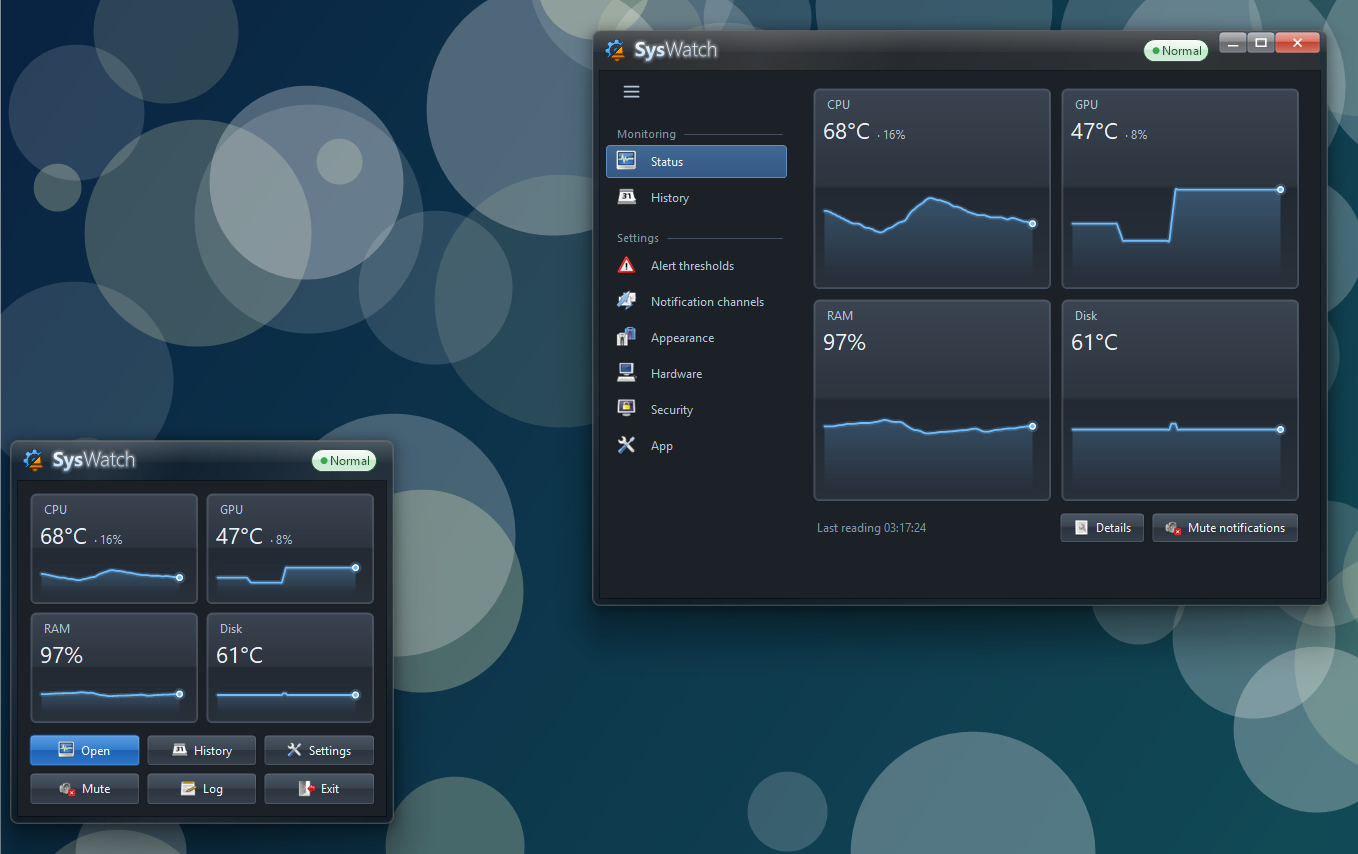 SysWatch
Normal
Monitoring
Status
History
Settings
Alert thresholds
Notification channels
Appearance
Hardware
Security
App
CPU
68°C · 16%
GPU
47°C · 8%
RAM
97%
Disk
61°C
Last reading 03:17:24
Details
Mute notifications
SysWatch
Normal
CPU
68°C · 16%
GPU
47°C · 8%
RAM
97%
Disk
61°C
Open
History
Settings
Mute
Log
Exit